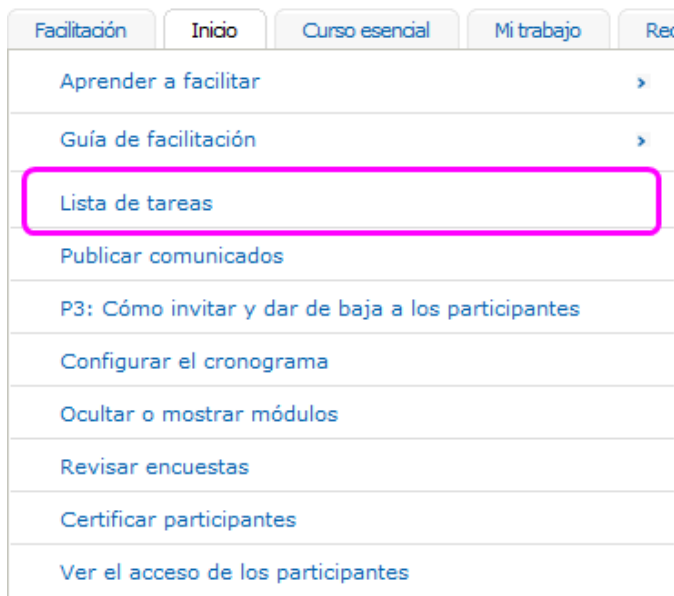 Facilitación Inicio Curso esencial Mi trabajo
Aprender a facilitar
Guía de facilitación
Lista de tareas
Publicar comunicados
P3: Cómo invitar y dar de baja a los participantes
Configurar el cronograma
Ocultar o mostrar módulos
Revisar encuestas
Certificar participantes
Ver el acceso de los participantes